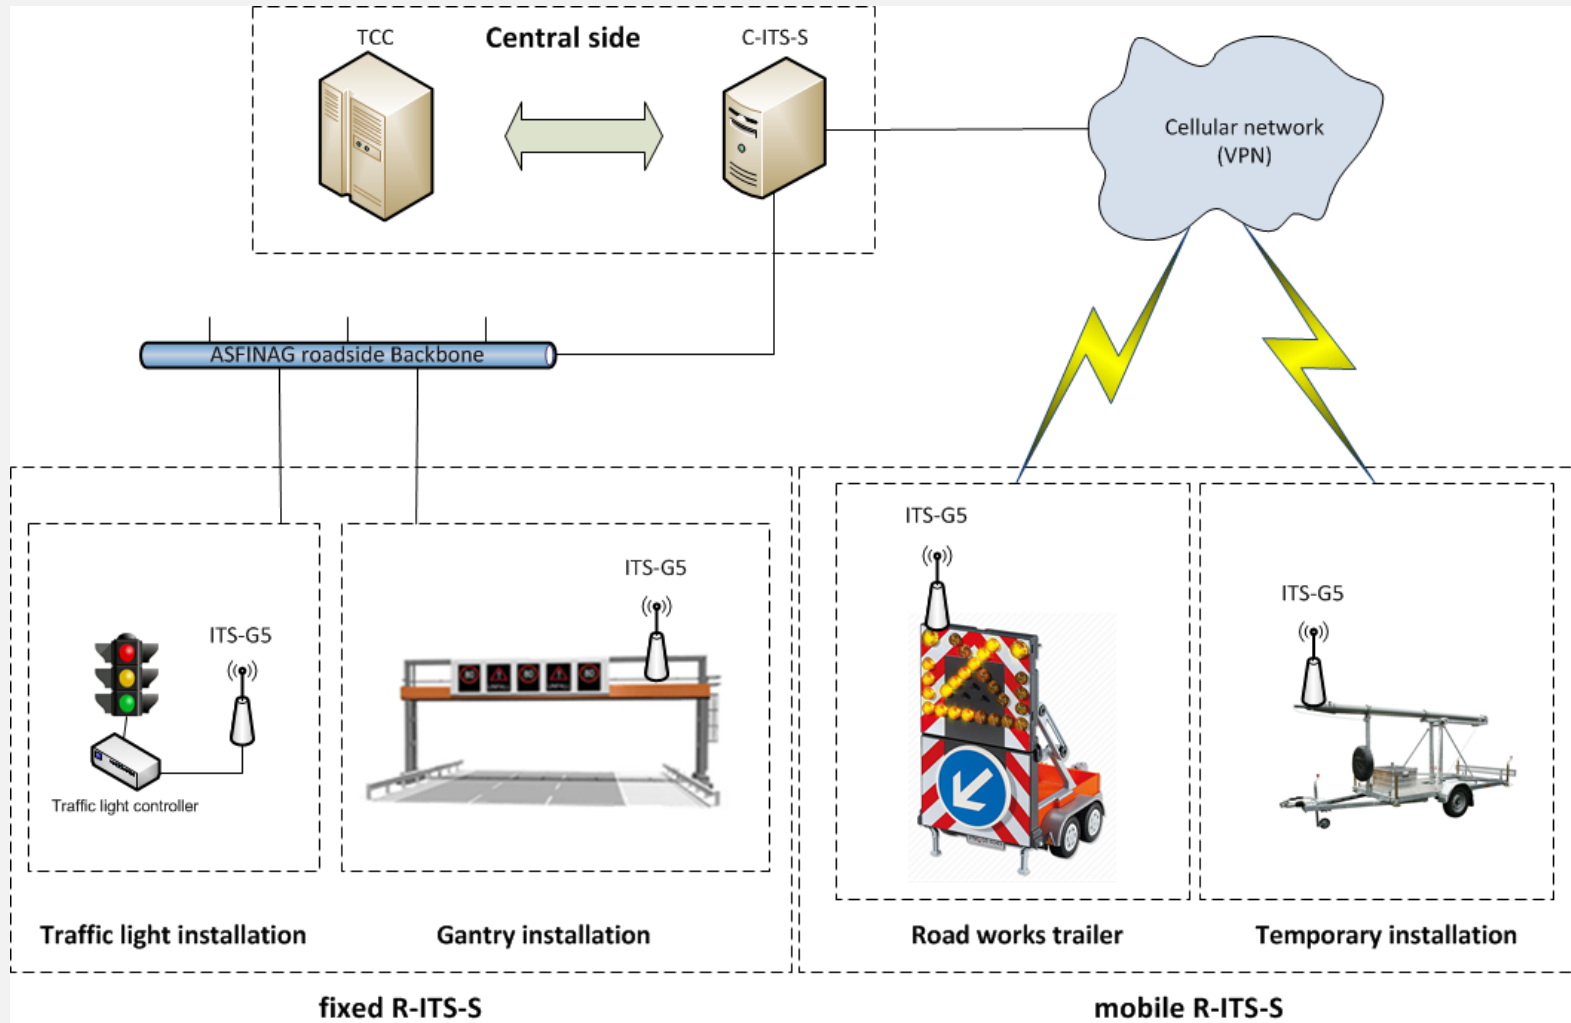 TCC
Central side
C-ITS-S
Cellular network
(VPN)
ASFINAG roadside Backbone
ITS-G5
ITS-G5
ITS-G5
ITS-G5
Traffic light controller
Traffic light installation
Gantry installation
Road works trailer
Temporary installation
fixed R-ITS-S
mobile R-ITS-S